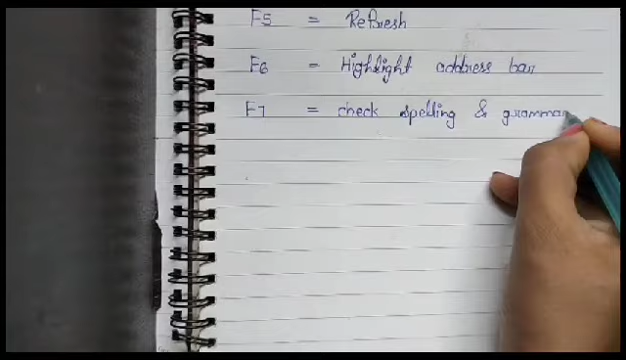 F5 = Refresh
F6 = Highlight address bar
F7 = check spelling & grammar